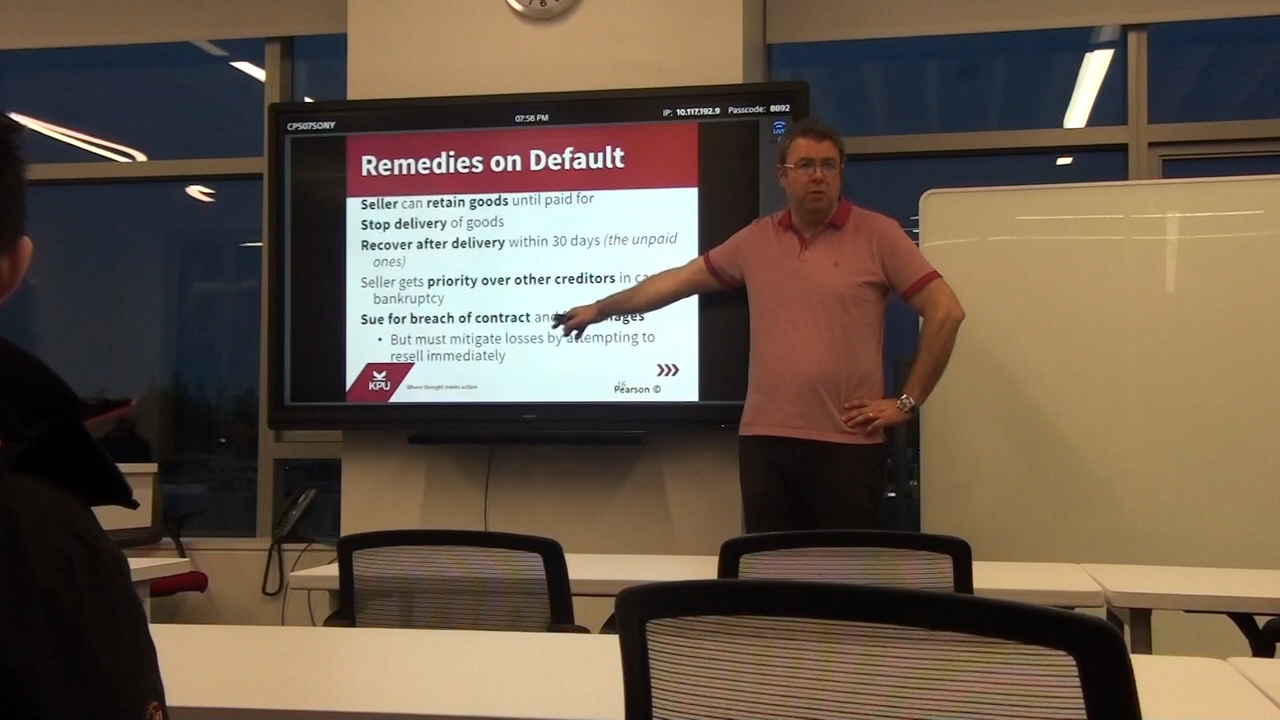 CP507SONY 07:58 PM IP: 10.117.192.9 Passcode: 8892
LIVE
Remedies on Default
Seller can retain goods until paid for
Stop delivery of goods
Recover after delivery within 30 days (the unpaid
ones)
Seller gets priority over other creditors in
bankruptcy
Sue for breach of contract
• But must mitigate losses by attempting to
resell immediately
KPU Where thought meets action
16
Pearson ©